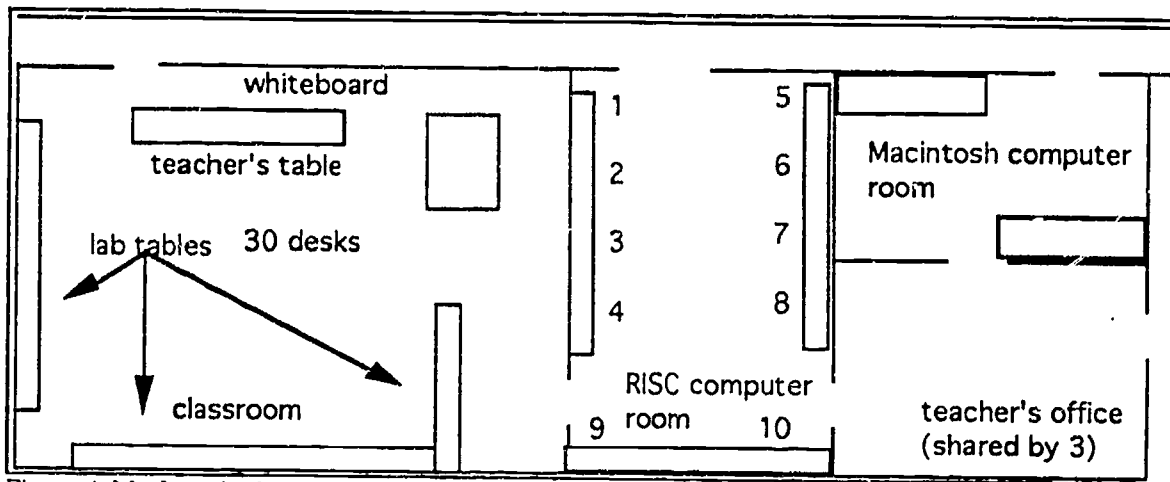 whiteboard
teacher's table
lab tables
30 desks
classroom
1
2
3
4
5
6
7
8
9
10
RISC computer
room
Macintosh computer
room
teacher's office
(shared by 3)